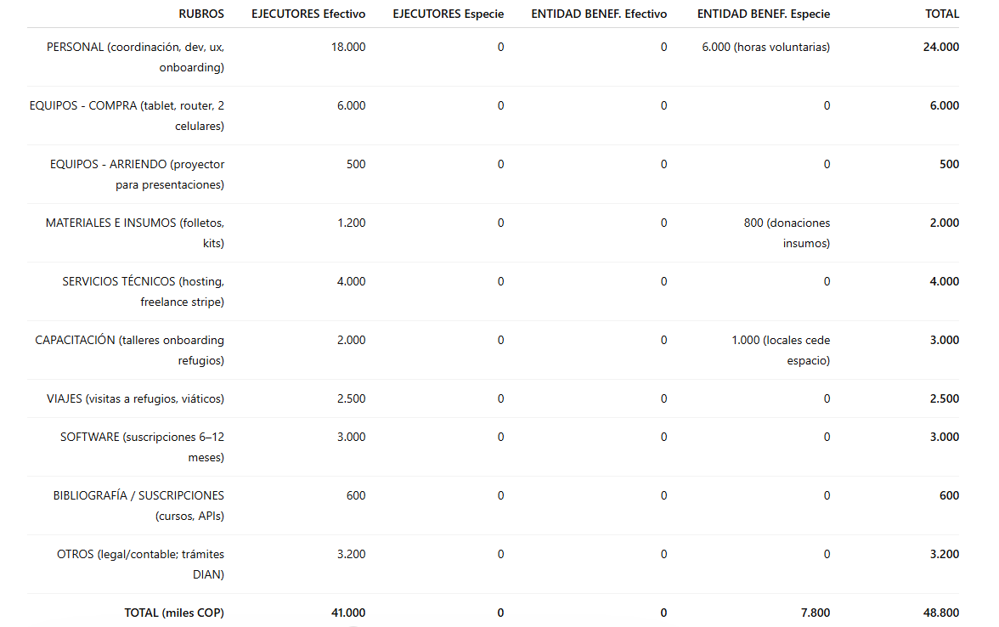 RUBROS EJECUTORES Efectivo EJECUTORES Especie ENTIDAD BENEF. Efectivo ENTIDAD BENEF. Especie TOTAL
PERSONAL (coordinación, dev, ux, 18.000 0 0 6.000 (horas voluntarias) 24.000
onboarding)
EQUIPOS - COMPRA (tablet, router, 2 6.000 0 0 0 6.000
celulares)
EQUIPOS - ARRIENDO (proyector 500 0 0 0 500
para presentaciones)
MATERIALES E INSUMOS (folletos, 1.200 0 0 800 (donaciones 2.000
kits) insumos)
SERVICIOS TÉCNICOS (hosting, 4.000 0 0 0 4.000
freelance stripe)
CAPACITACIÓN (talleres onboarding 2.000 0 0 1.000 (locales cede 3.000
refugios) espacio)
VIAJES (visitas a refugios, viáticos) 2.500 0 0 0 2.500
SOFTWARE (suscripciones 6–12 3.000 0 0 0 3.000
meses)
BIBLIOGRAFÍA / SUSCRIPCIONES 600 0 0 0 600
(cursos, APIs)
OTROS (legal/contable; trámites 3.200 0 0 0 3.200
DIAN)
TOTAL (miles COP) 41.000 0 0 7.800 48.800